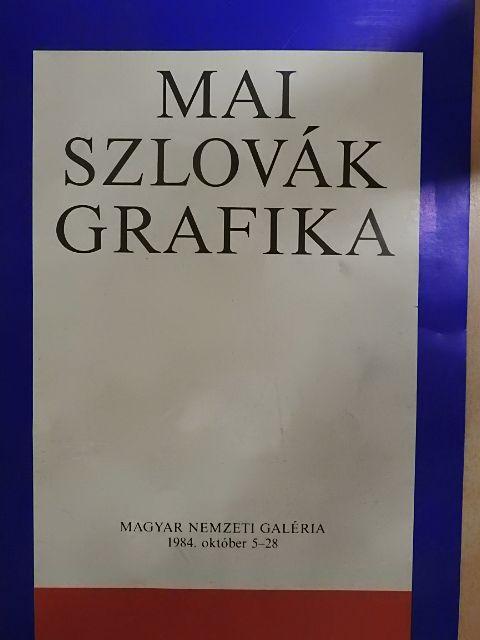 MAI
SZLOVÁK
GRAFIKA
MAGYAR NEMZETI GALÉRIA
1984. október 5–28